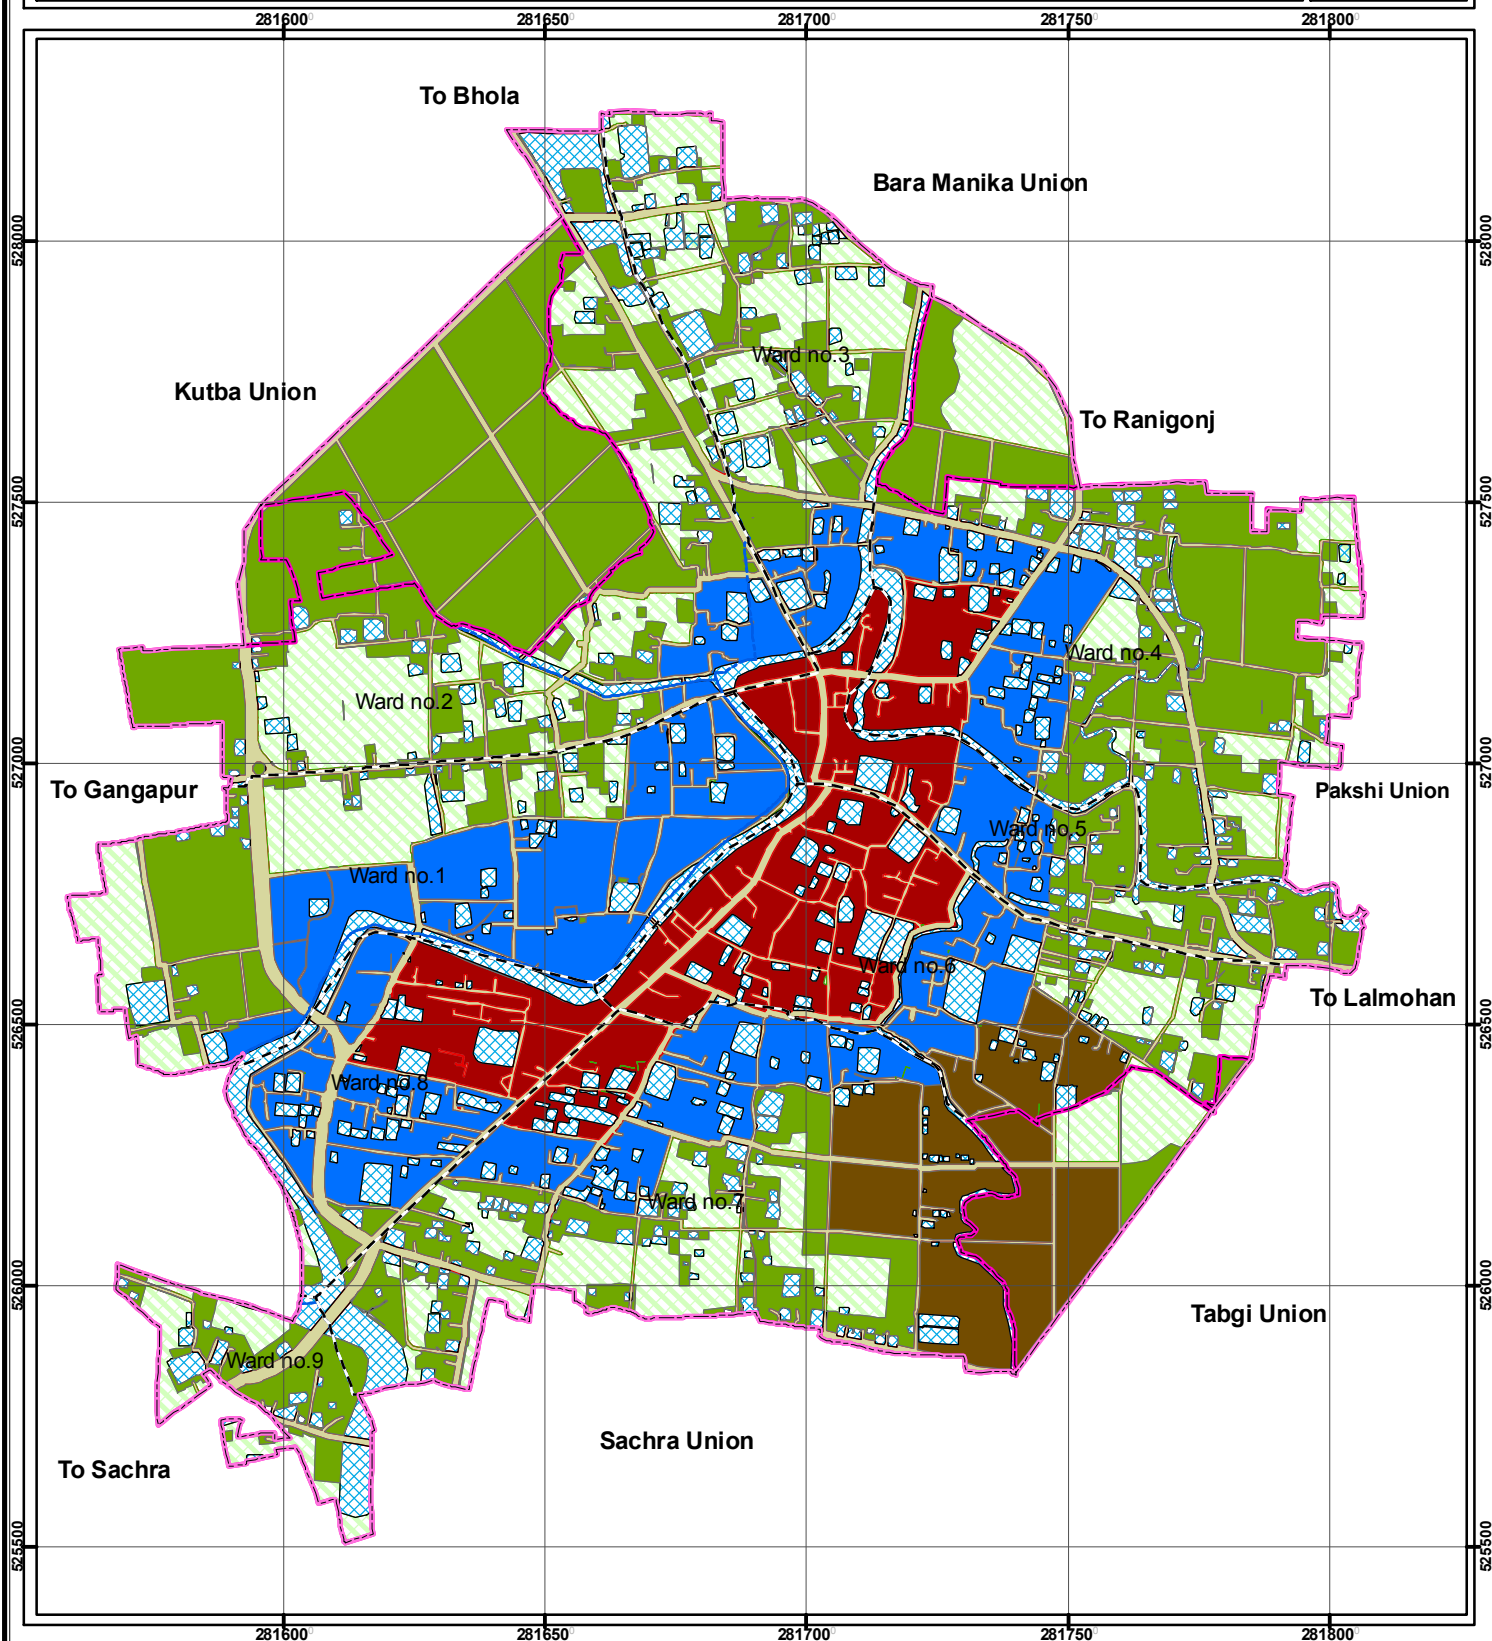 281600 281650 281700 281750 281800
To Bhola
Bara Manika Union
528000 528000
Ward no.3
Kutba Union
To Ranigonj
527500 527500
Ward no.4
Ward no.2
527000 527000
To Gangapur
Pakshi Union
Ward no.5
Ward no.1
Ward no.6
To Lalmohan
526500 526500
Ward no.8
Ward no.7
526000 526000
Tabgi Union
Ward no.9
Sachra Union
To Sachra
525500 525500
281600 281650 281700 281750 281800